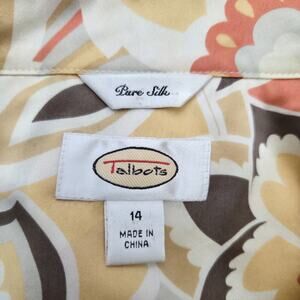 Pure Silk
Talbots
14
MADE IN
CHINA